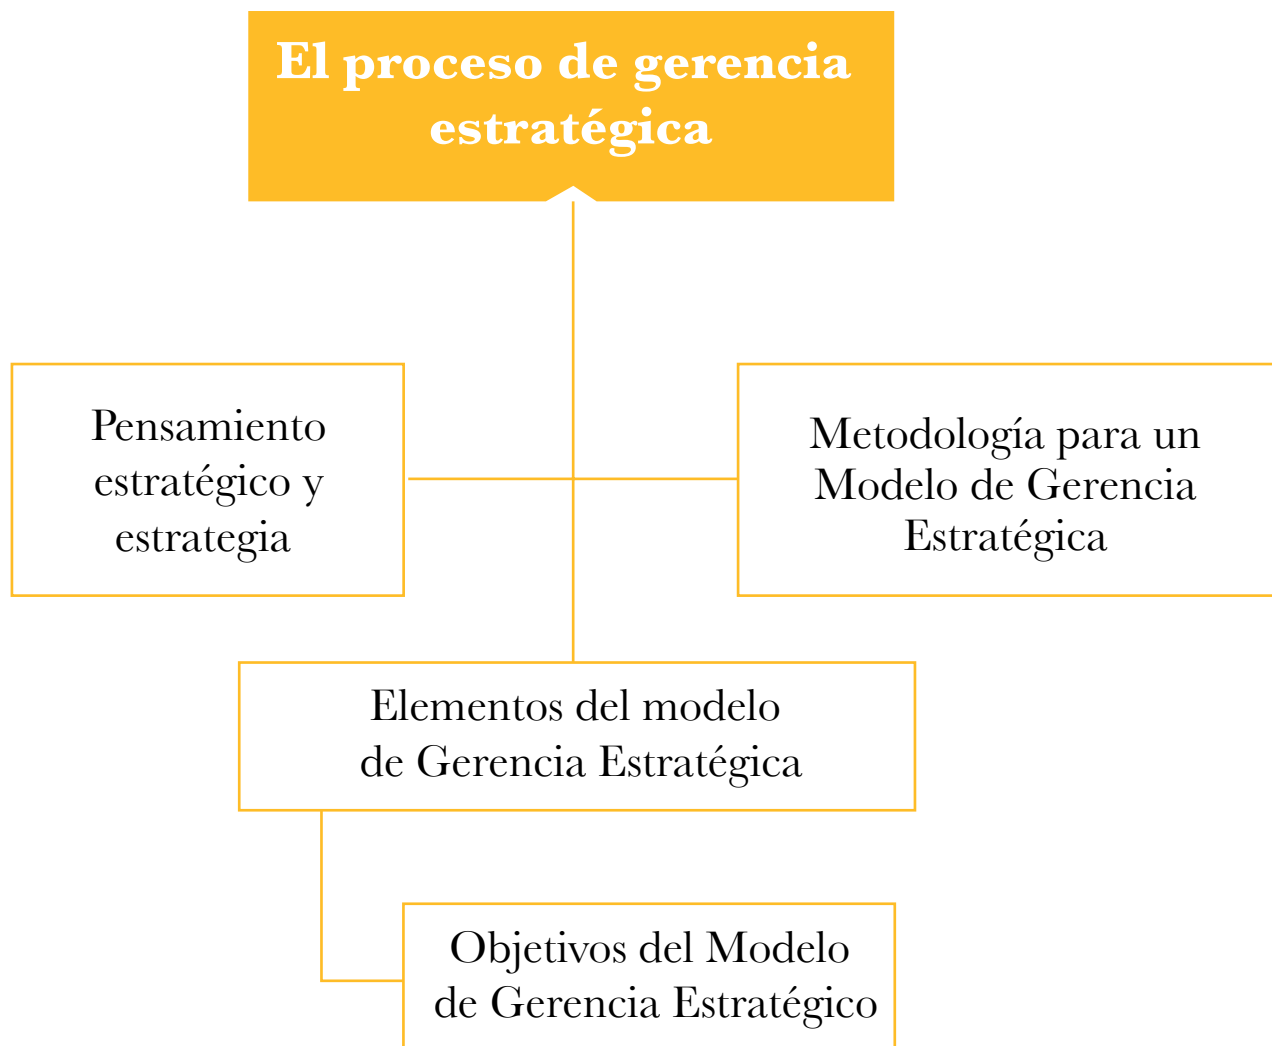 El proceso de gerencia
estratégica
Pensamiento
estratégico y
estrategia
Metodología para un
Modelo de Gerencia
Estratégica
Elementos del modelo
de Gerencia Estratégica
Objetivos del Modelo
de Gerencia Estratégico